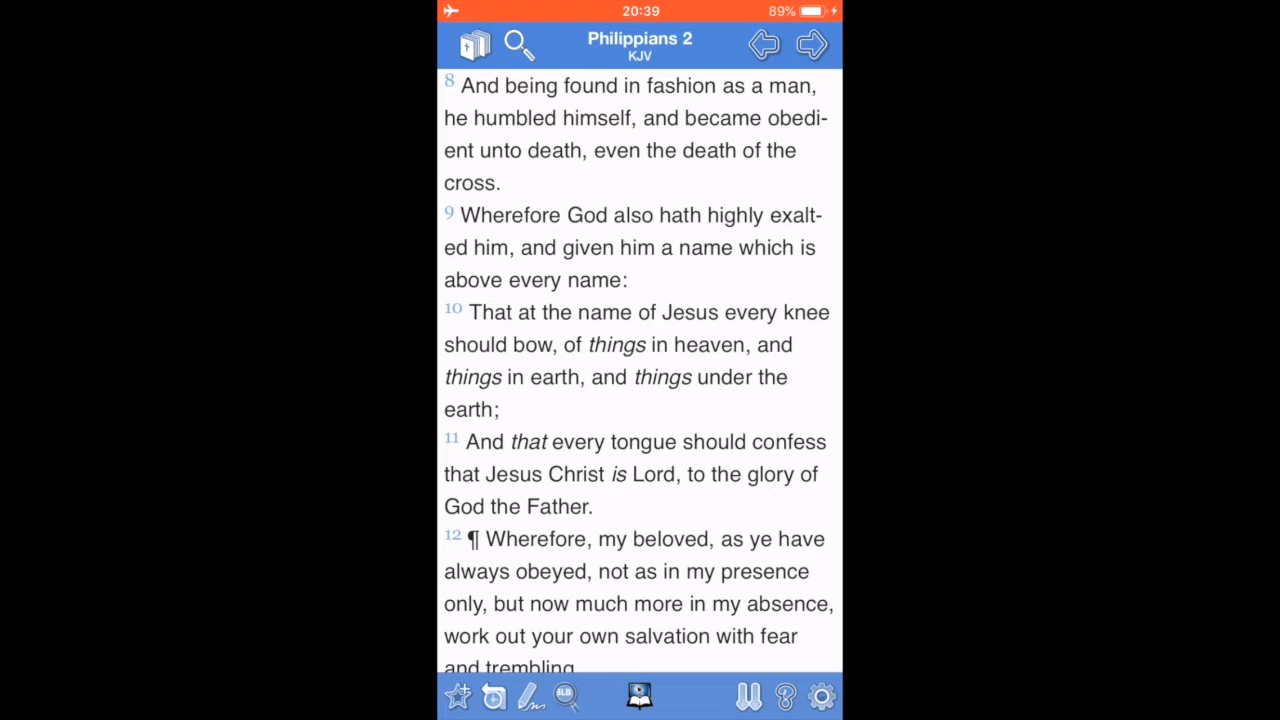 20:39
89%
Philippians 2
KJV
8 And being found in fashion as a man,
he humbled himself, and became obedi-
ent unto death, even the death of the
cross.
9 Wherefore God also hath highly exalt-
ed him, and given him a name which is
above every name:
10 That at the name of Jesus every knee
should bow, of things in heaven, and
things in earth, and things under the
earth;
11 And that every tongue should confess
that Jesus Christ is Lord, to the glory of
God the Father.
12 ¶ Wherefore, my beloved, as ye have
always obeyed, not as in my presence
only, but now much more in my absence,
work out your own salvation with fear
and trembling
BLB